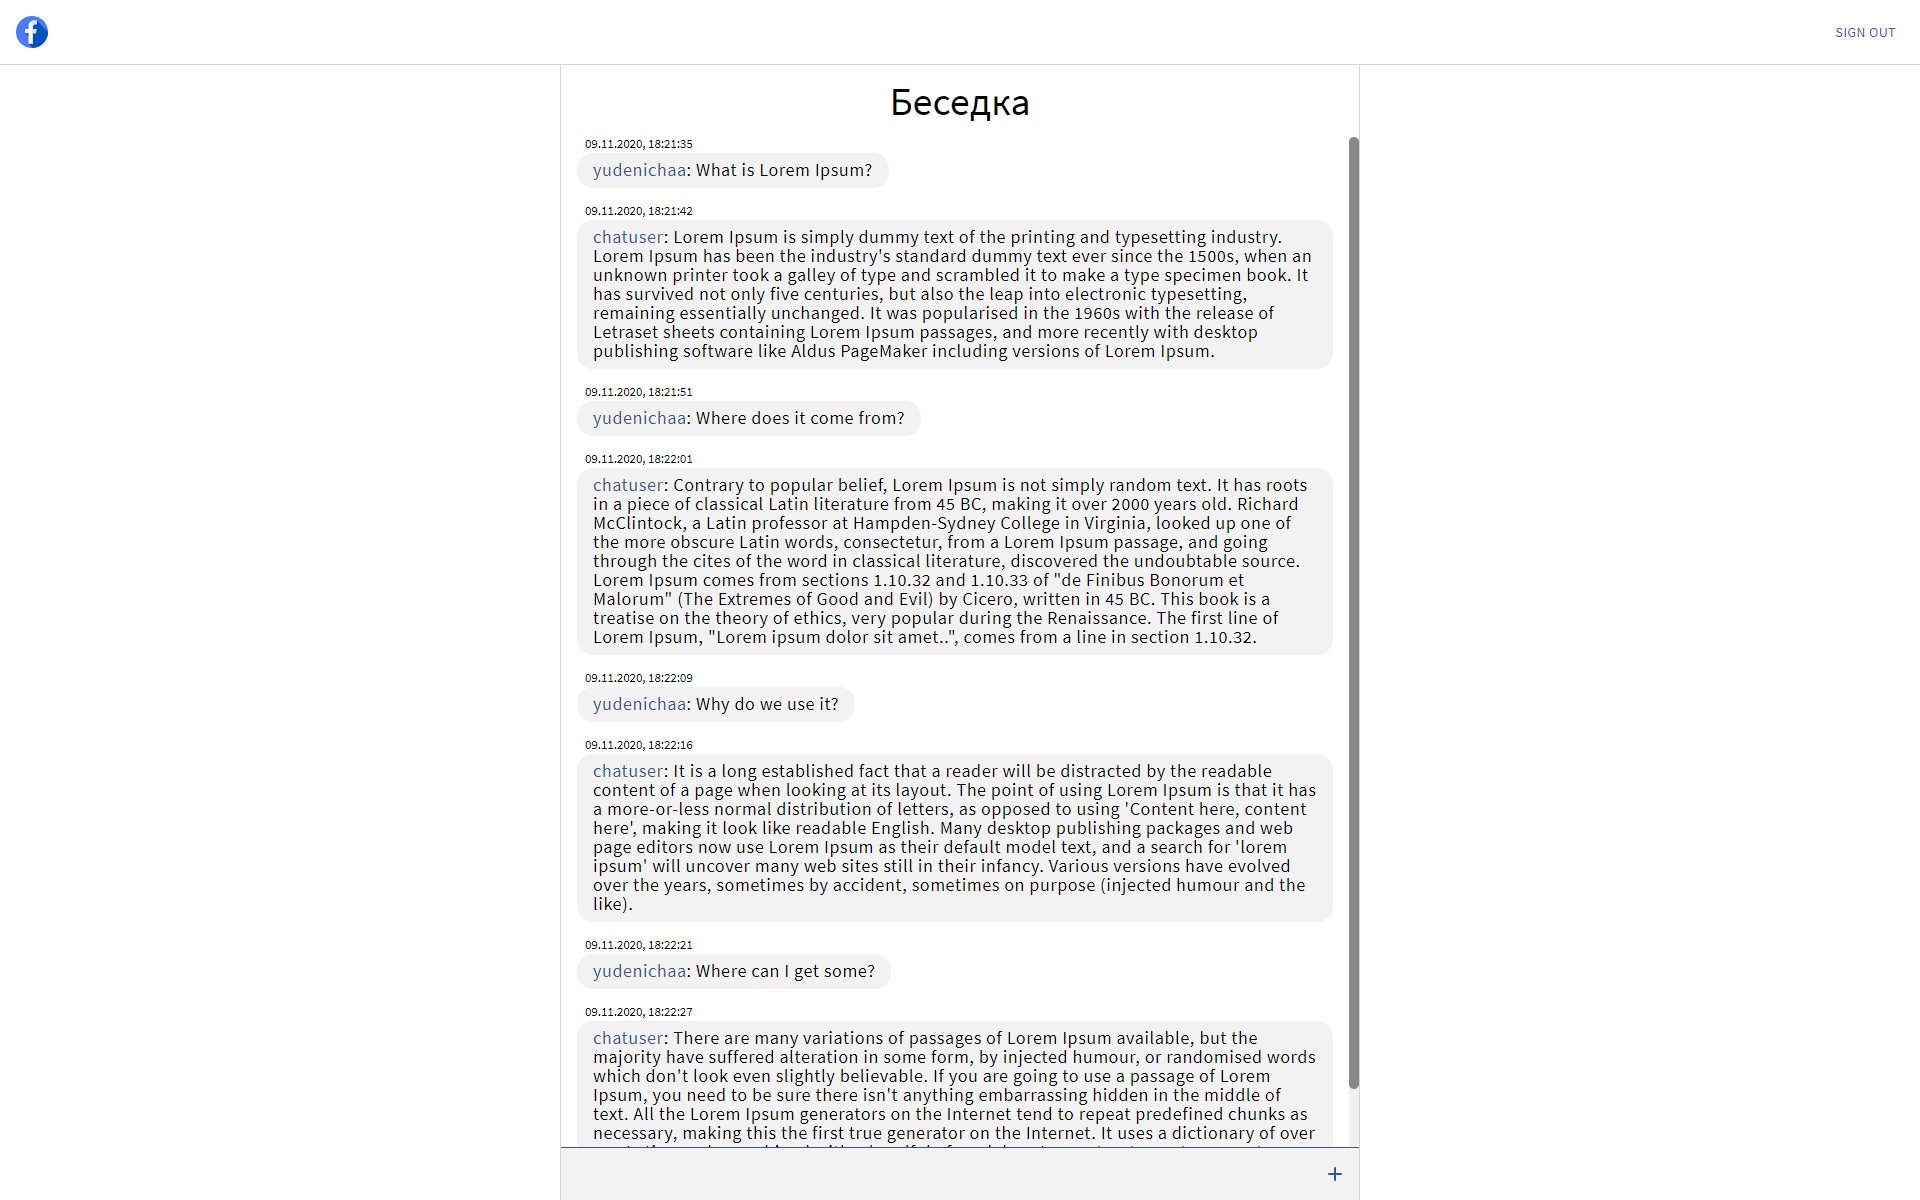 f
SIGN OUT
Беседка
09.11.2020, 18:21:35
yudenichaa: What is Lorem Ipsum?
09.11.2020, 18:21:42
chatuser: Lorem Ipsum is simply dummy text of the printing and typesetting industry.
Lorem Ipsum has been the industry's standard dummy text ever since the 1500s, when an
unknown printer took a galley of type and scrambled it to make a type specimen book. It
has survived not only five centuries, but also the leap into electronic typesetting,
remaining essentially unchanged. It was popularised in the 1960s with the release of
Letraset sheets containing Lorem Ipsum passages, and more recently with desktop
publishing software like Aldus PageMaker including versions of Lorem Ipsum.
09.11.2020, 18:21:51
yudenichaa: Where does it come from?
09.11.2020, 18:22:01
chatuser: Contrary to popular belief, Lorem Ipsum is not simply random text. It has roots
in a piece of classical Latin literature from 45 BC, making it over 2000 years old. Richard
McClintock, a Latin professor at Hampden-Sydney College in Virginia, looked up one of
the more obscure Latin words, consectetur, from a Lorem Ipsum passage, and going
through the cites of the word in classical literature, discovered the undoubtable source.
Lorem Ipsum comes from sections 1.10.32 and 1.10.33 of "de Finibus Bonorum et
Malorum" (The Extremes of Good and Evil) by Cicero, written in 45 BC. This book is a
treatise on the theory of ethics, very popular during the Renaissance. The first line of
Lorem Ipsum, "Lorem ipsum dolor sit amet..", comes from a line in section 1.10.32.
09.11.2020, 18:22:09
yudenichaa: Why do we use it?
09.11.2020, 18:22:16
chatuser: It is a long established fact that a reader will be distracted by the readable
content of a page when looking at its layout. The point of using Lorem Ipsum is that it has
a more-or-less normal distribution of letters, as opposed to using 'Content here, content
here', making it look like readable English. Many desktop publishing packages and web
page editors now use Lorem Ipsum as their default model text, and a search for 'lorem
ipsum' will uncover many web sites still in their infancy. Various versions have evolved
over the years, sometimes by accident, sometimes on purpose (injected humour and the
like).
09.11.2020, 18:22:21
yudenichaa: Where can I get some?
09.11.2020, 18:22:27
chatuser: There are many variations of passages of Lorem Ipsum available, but the
majority have suffered alteration in some form, by injected humour, or randomised words
which don't look even slightly believable. If you are going to use a passage of Lorem
Ipsum, you need to be sure there isn't anything embarrassing hidden in the middle of
text. All the Lorem Ipsum generators on the Internet tend to repeat predefined chunks as
necessary, making this the first true generator on the Internet. It uses a dictionary of over
+